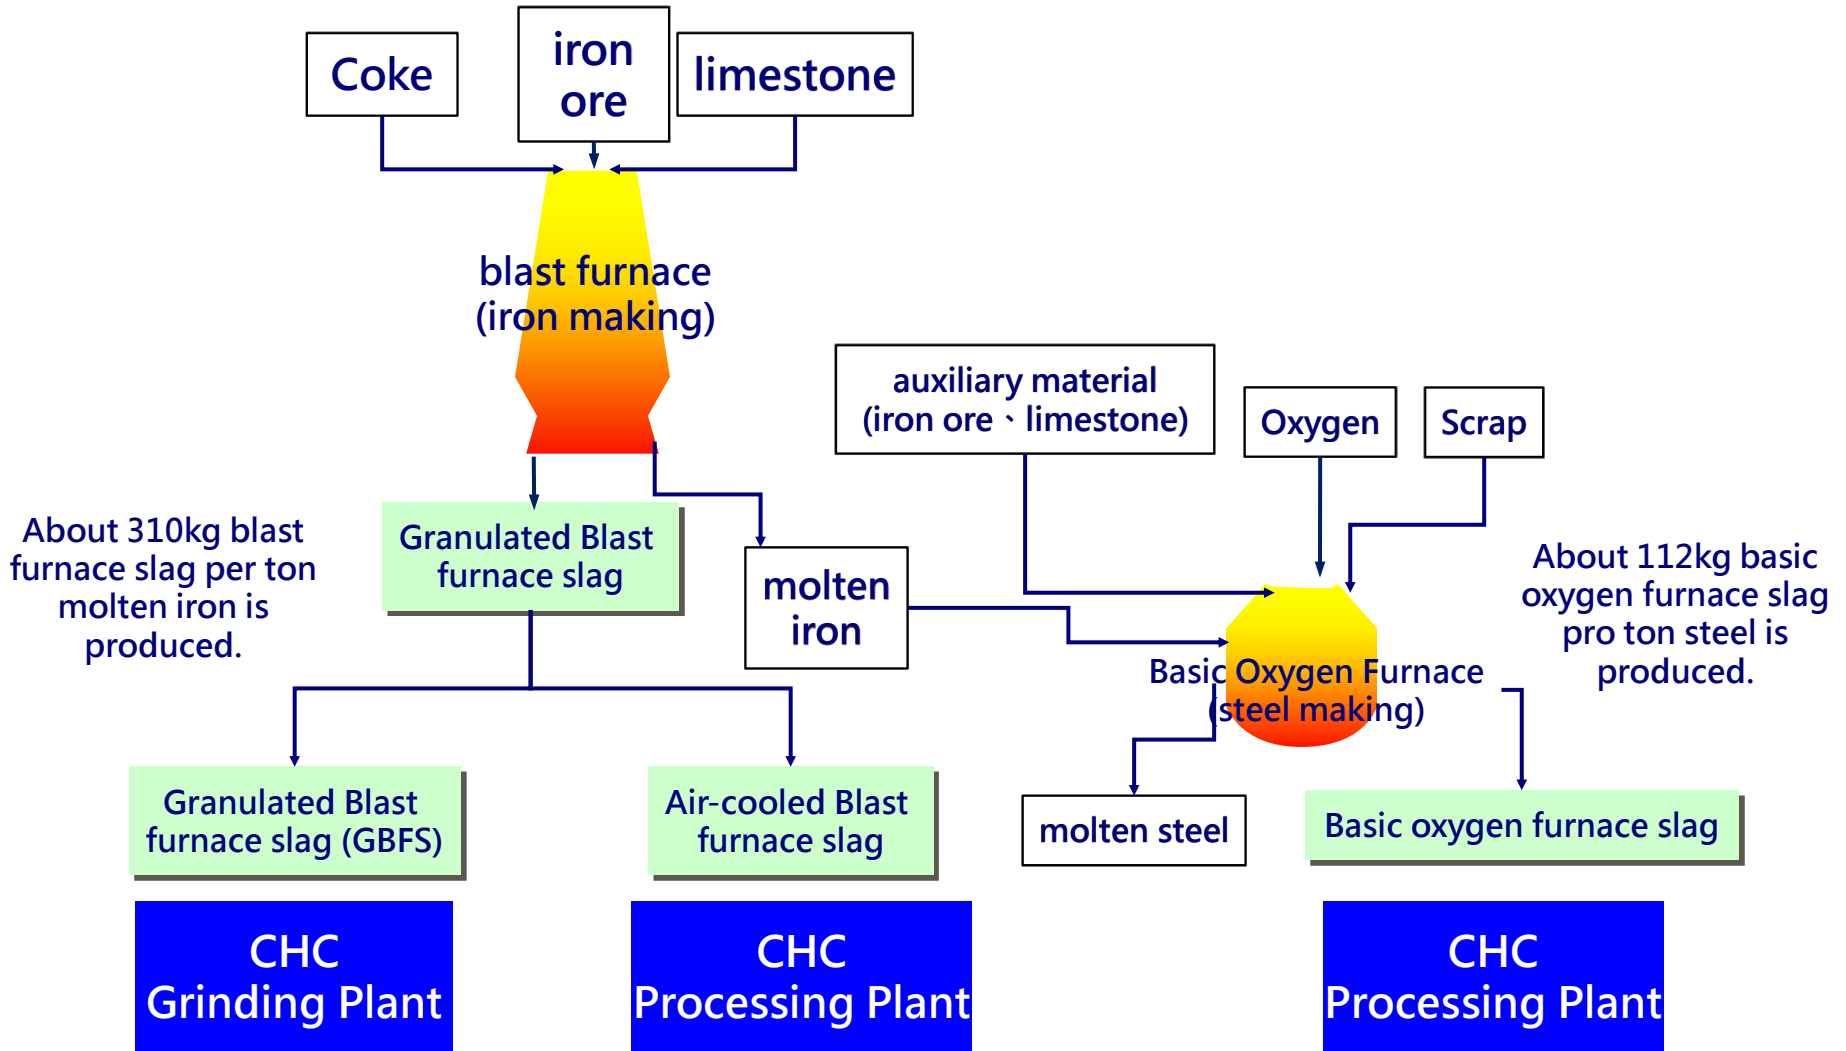 Coke
iron
ore
limestone
blast furnace
(iron making)
auxiliary material
(iron ore、limestone)
Oxygen
Scrap
About 310kg blast
furnace slag per ton
molten iron is
produced.
Granulated Blast
furnace slag
molten
iron
About 112kg basic
oxygen furnace slag
pro ton steel is
produced.
Basic Oxygen Furnace
(steel making)
Granulated Blast
furnace slag (GBFS)
Air-cooled Blast
furnace slag
molten steel
Basic oxygen furnace slag
CHC
Grinding Plant
CHC
Processing Plant
CHC
Processing Plant